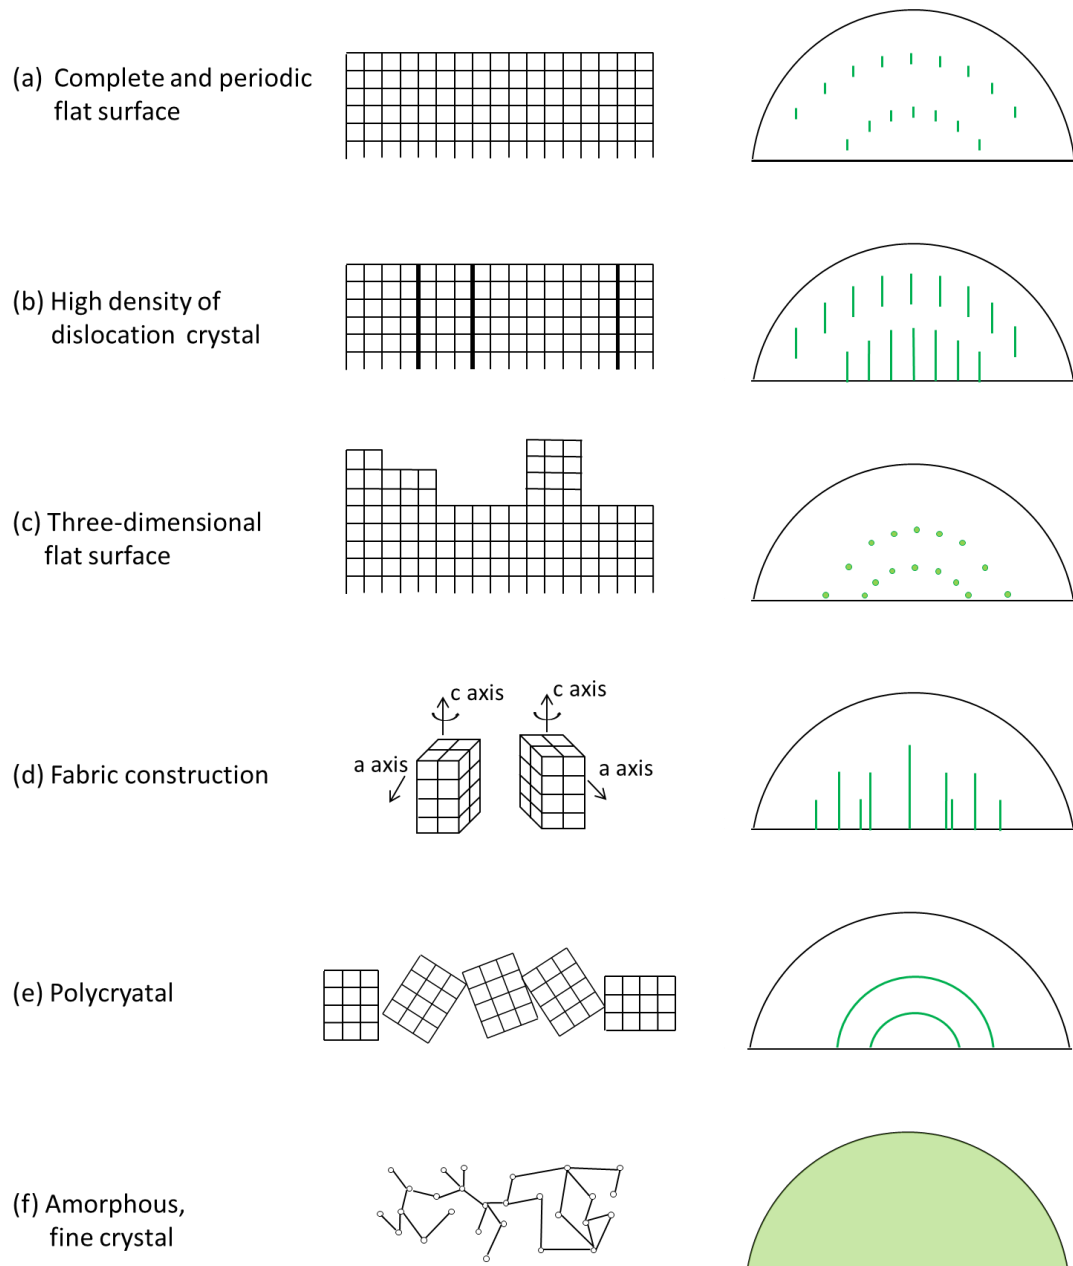 (a) Complete and periodic
flat surface
(b) High density of
dislocation crystal
(c) Three-dimensional
flat surface
(d) Fabric construction
c axis
c axis
a axis
a axis
(e) Polycryatal
(f) Amorphous,
fine crystal